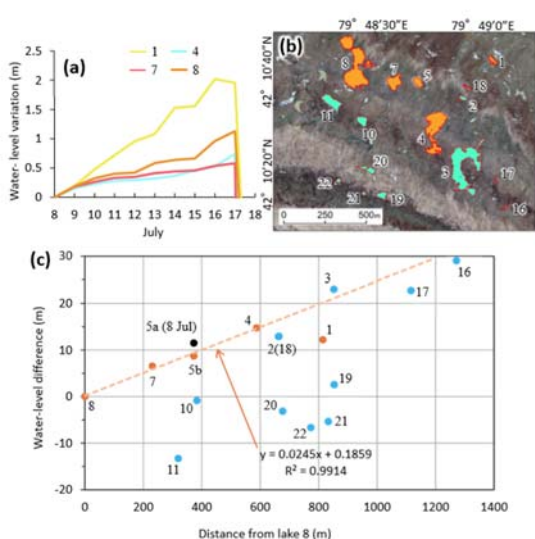 (a)
1 4
7 8
Water- level variation (m)
2.5
2
1.5
1
0.5
0
8 9 10 11 12 13 14 15 16 17 18
July
(b)
79° 48'30"E 79° 49'0"E
42° 10'40"N
42° 10'20"N
8
7
5
1
18
2
11
10
4
3
20
22
21
19
17
16
0 250 500m
(c)
Water-level difference (m)
30
20
10
0
-10
-20
0 200 400 600 800 1000 1200 1400
Distance from lake 8 (m)
16
3
17
5a (8 Jul)
4
1
2(18)
7
5b
8
10
19
20
21
22
11
y = 0.0245x + 0.1859
R² = 0.9914